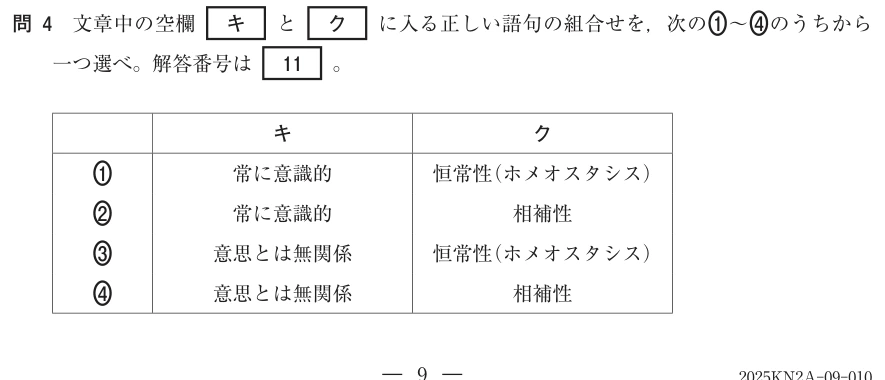 問 4 文章中の空欄 キ と ク に入る正しい語句の組合せを，次の①～④のうちから
一つ選べ。解答番号は 11 。
キ ク
① 常に意識的 恒常性(ホメオスタシス)
② 常に意識的 相補性
③ 意思とは無関係 恒常性(ホメオスタシス)
④ 意思とは無関係 相補性
— 9 —
2025KN2A-09-010